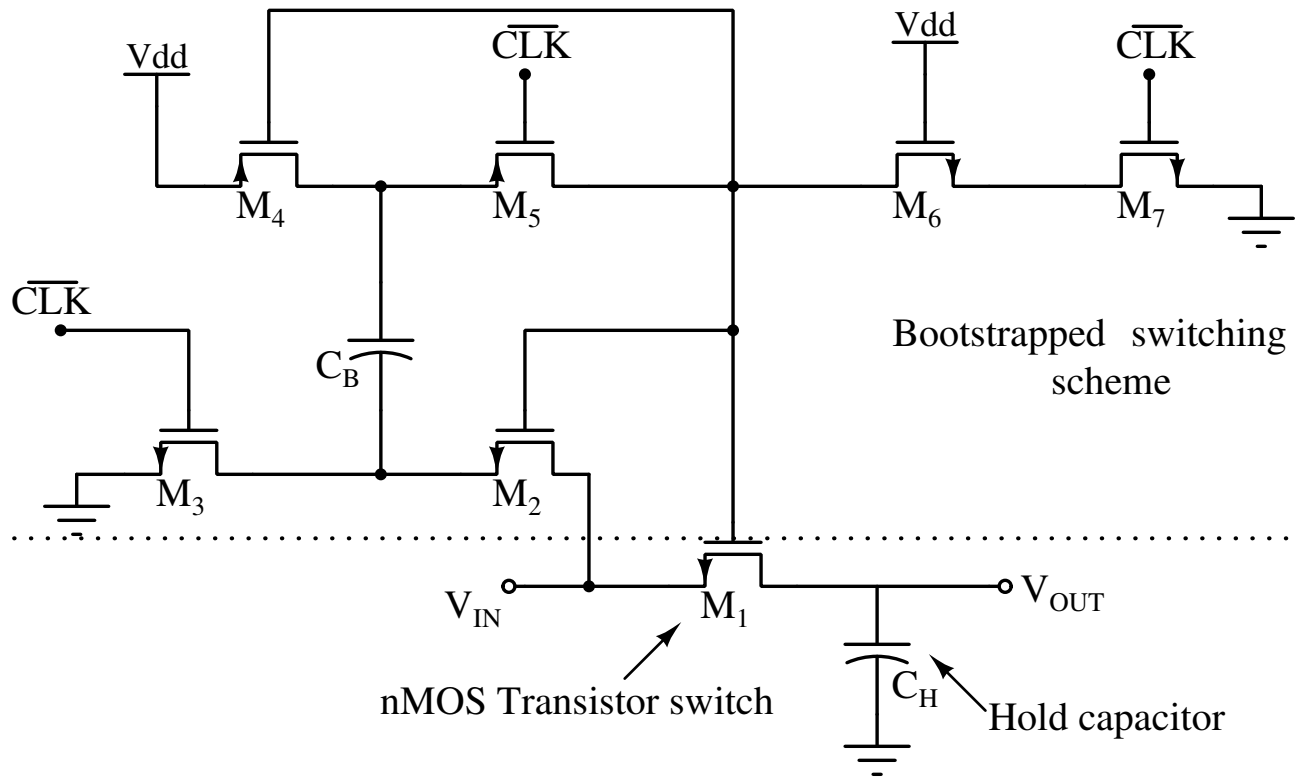 Vdd
CLK
Vdd
CLK
M4
M5
M6
M7
CLK
CB
Bootstrapped switching
scheme
M3
M2
VIN
M1
VOUT
nMOS Transistor switch
CH
Hold capacitor